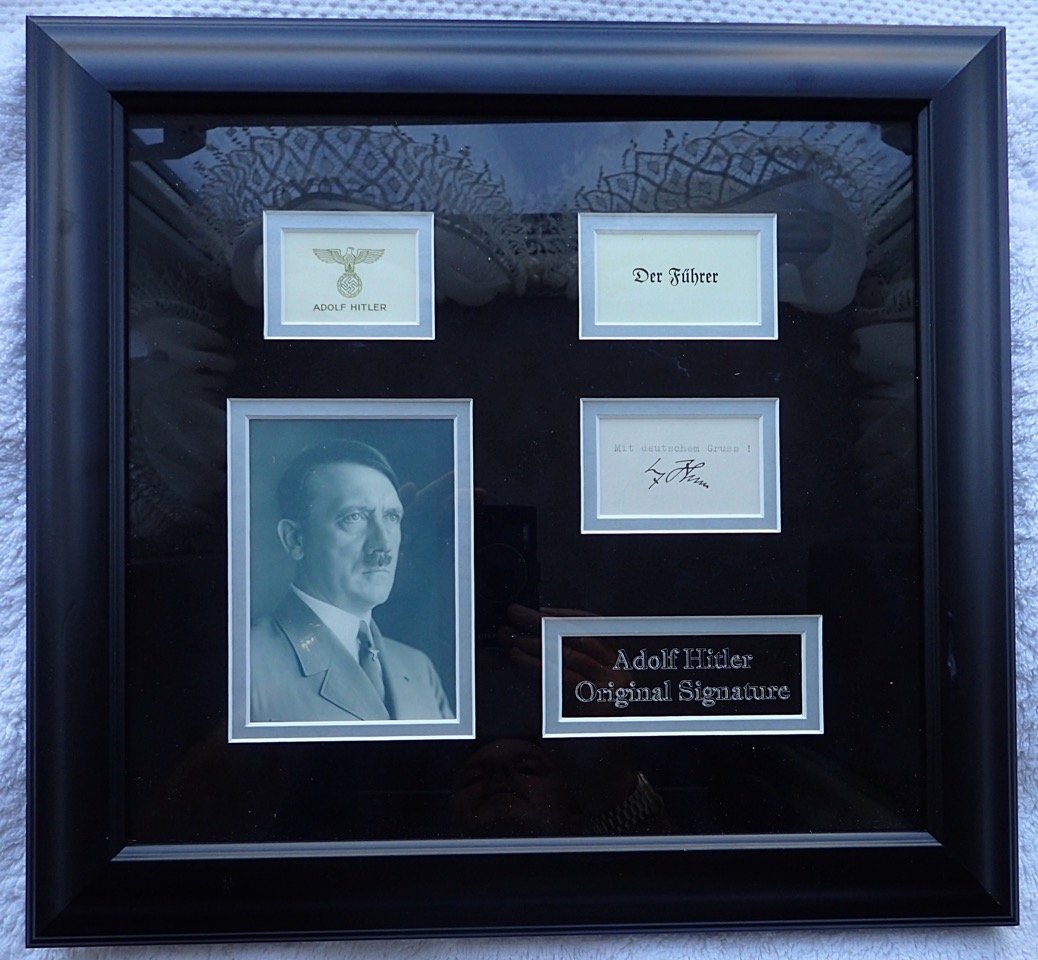 ADOLF HITLER
Der Führer
Mit deutschem Gruss !
Adolf Hitler
Original Signature